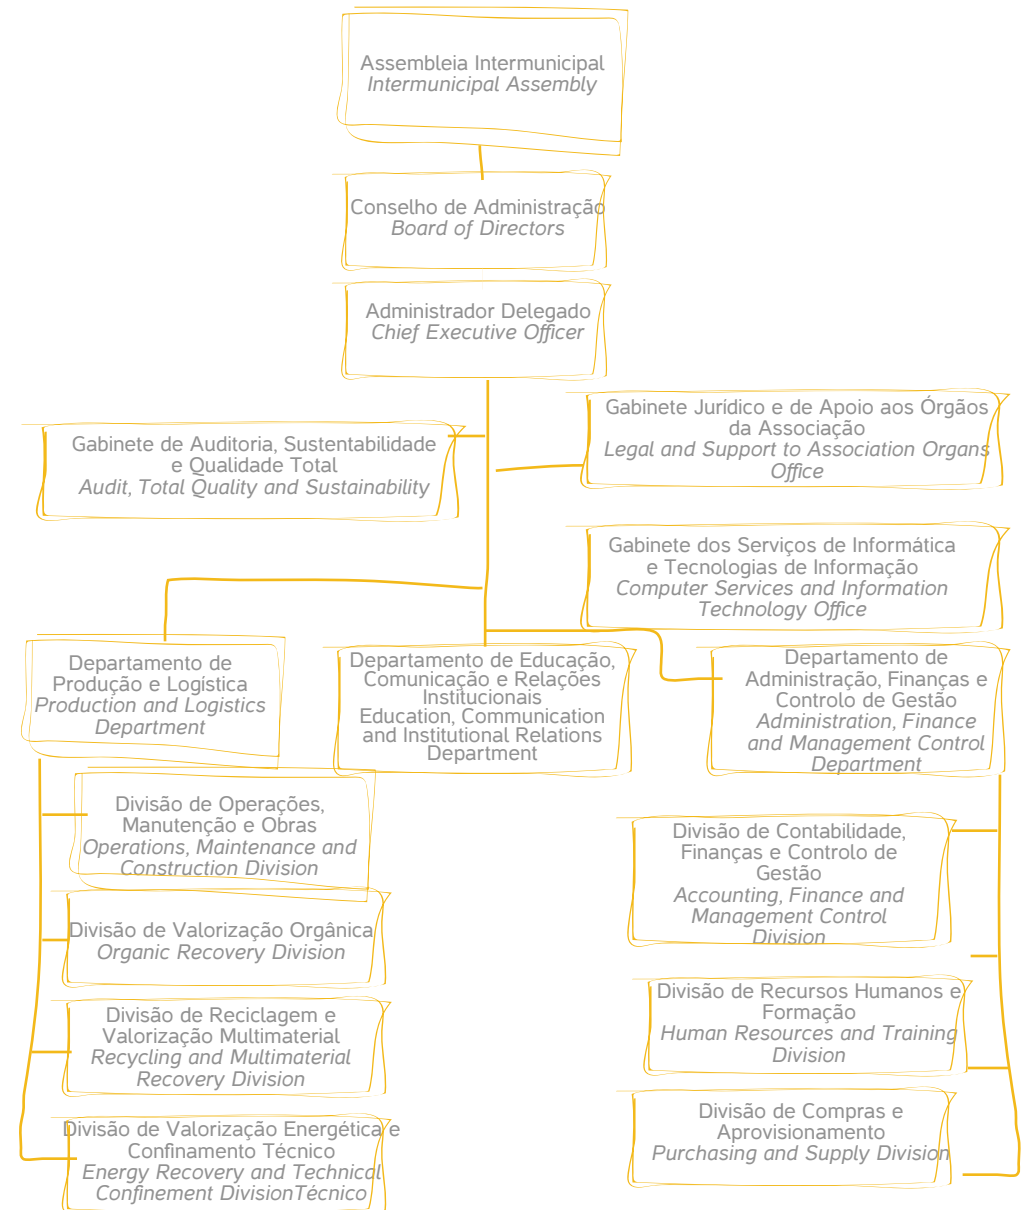 Assembleia Intermunicipal
Intermunicipal Assembly
Conselho de Administração
Board of Directors
Administrador Delegado
Chief Executive Officer
Gabinete Jurídico e de Apoio aos Órgãos
da Associação
Legal and Support to Association Organs
Office
Gabinete de Auditoria, Sustentabilidade
e Qualidade Total
Audit, Total Quality and Sustainability
Gabinete dos Serviços de Informática
e Tecnologias de Informação
Computer Services and Information
Technology Office
Departamento de
Produção e Logística
Production and Logistics
Department
Departamento de Educação,
Comunicação e Relações
Institucionais
Education, Communication
and Institutional Relations
Department
Departamento de
Administração, Finanças e
Controlo de Gestão
Administration, Finance
and Management Control
Department
Divisão de Operações,
Manutenção e Obras
Operations, Maintenance and
Construction Division
Divisão de Valorização Orgânica
Organic Recovery Division
Divisão de Reciclagem e
Valorização Multimaterial
Recycling and Multimaterial
Recovery Division
Divisão de Valorização Energética e
Confinamento Técnico
Energy Recovery and Technical
Confinement DivisionTécnico
Divisão de Contabilidade,
Finanças e Controlo de
Gestão
Accounting, Finance and
Management Control
Division
Divisão de Recursos Humanos e
Formação
Human Resources and Training
Division
Divisão de Compras e
Aprovisionamento
Purchasing and Supply Division